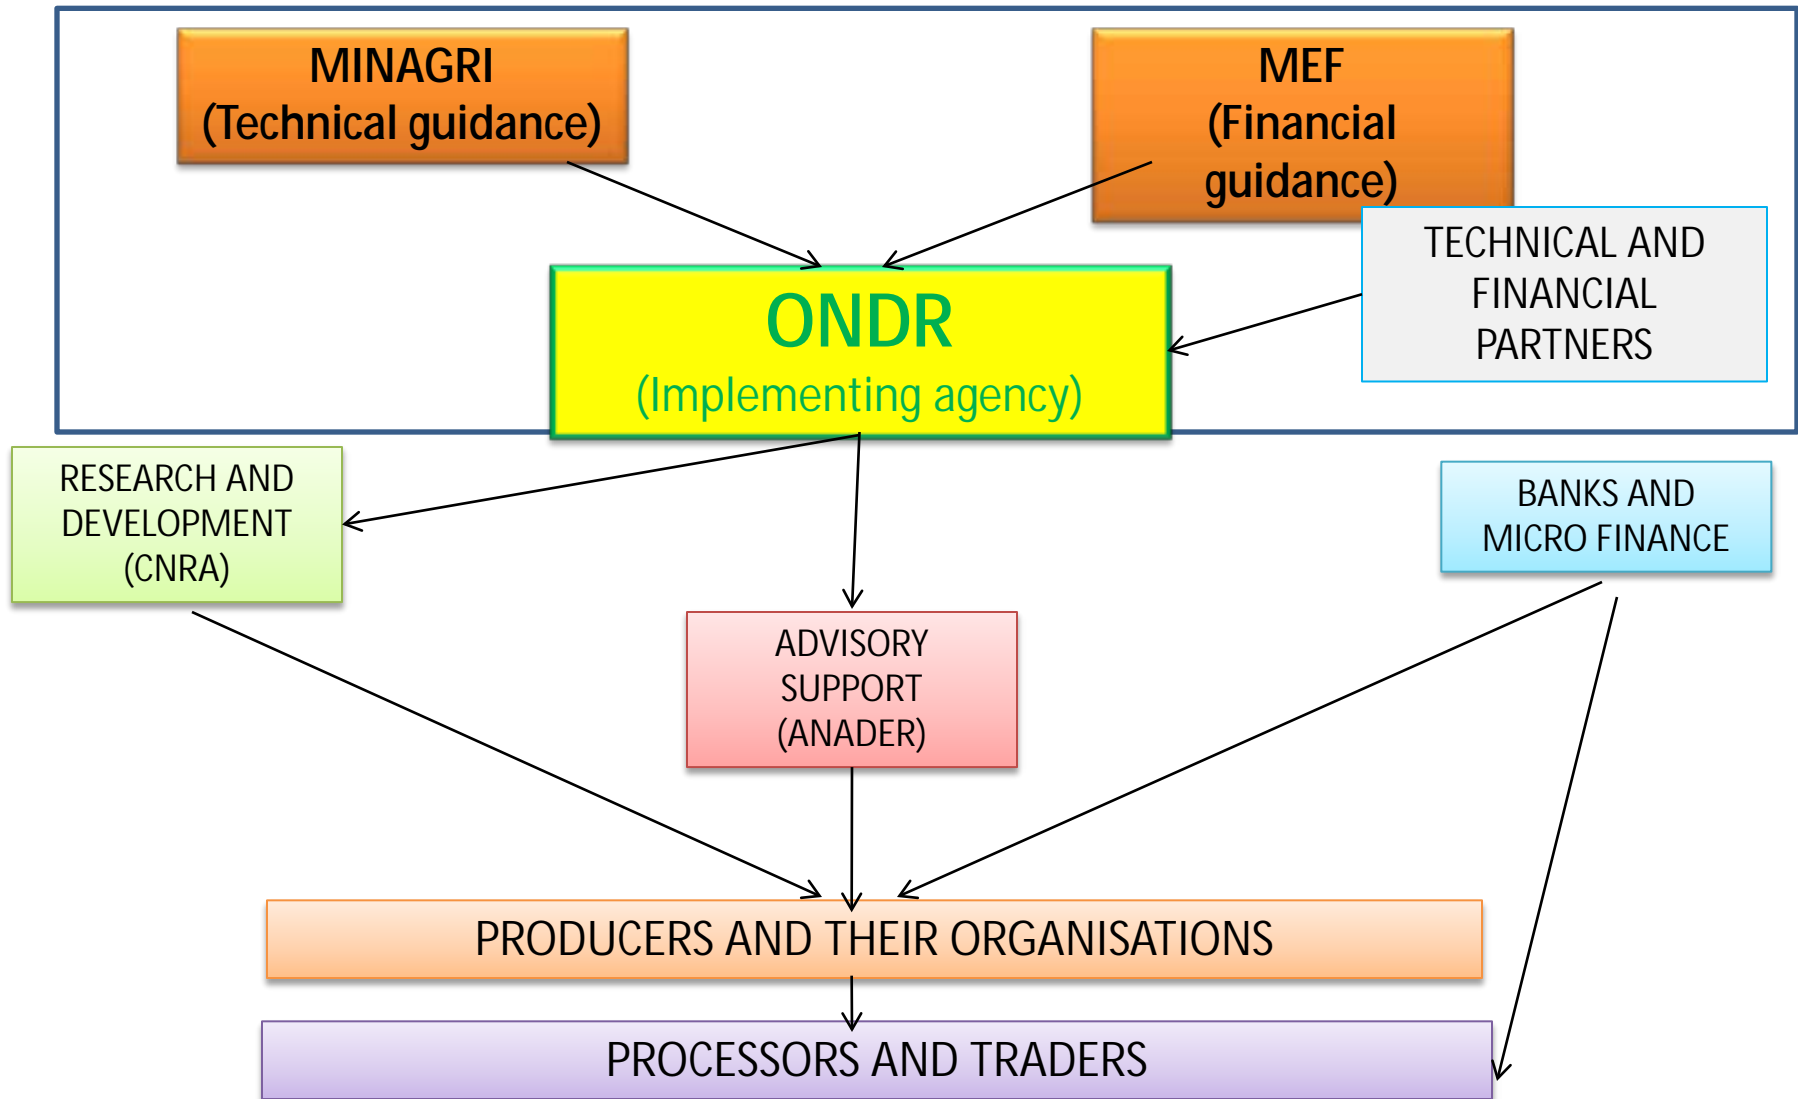 MINAGRI
(Technical guidance)
MEF
(Financial
guidance)
TECHNICAL AND
FINANCIAL
PARTNERS
ONDR
(Implementing agency)
RESEARCH AND
DEVELOPMENT
(CNRA)
BANKS AND
MICRO FINANCE
ADVISORY
SUPPORT
(ANADER)
PRODUCERS AND THEIR ORGANISATIONS
PROCESSORS AND TRADERS